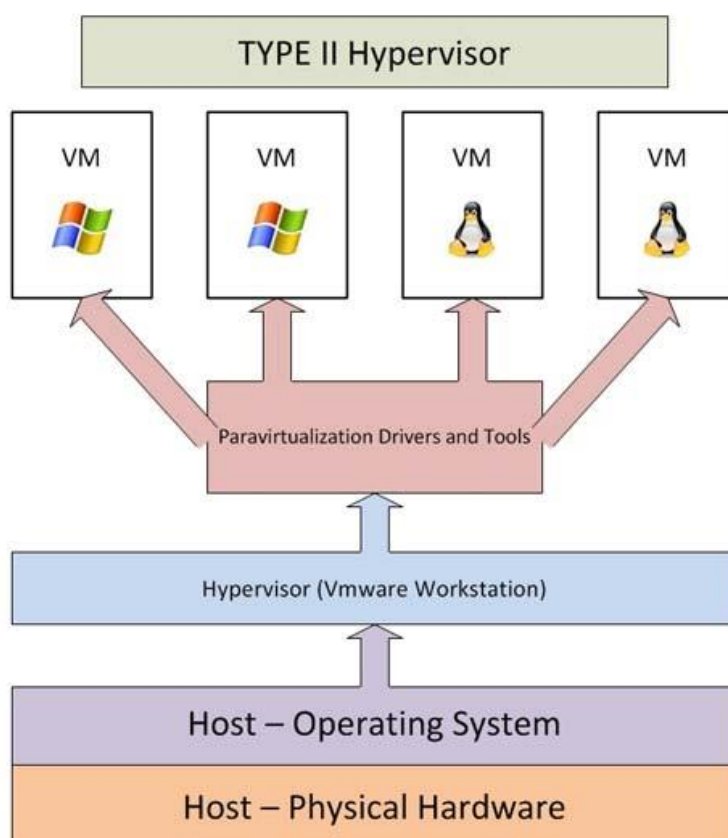 TYPE II Hypervisor
VM
VM
VM
VM
Paravirtualization Drivers and Tools
Hypervisor (Vmware Workstation)
Host – Operating System
Host – Physical Hardware